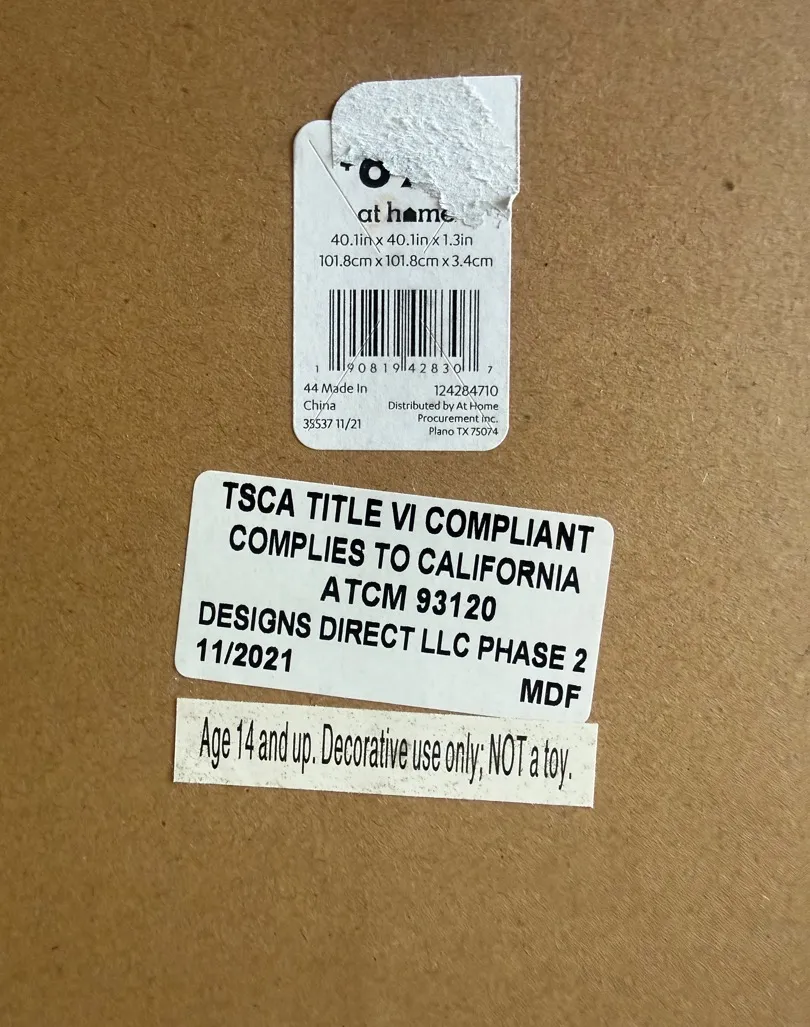 at home
40.1in x 40.1in x 1.3in
101.8cm x 101.8cm x 3.4cm
1 90819 42830 7
44 Made In
China
35537 11/21
124284710
Distributed by At Home
Procurement Inc.
Plano TX 75074
TSCA TITLE VI COMPLIANT
COMPLIES TO CALIFORNIA
ATCM 93120
DESIGNS DIRECT LLC PHASE 2
11/2021
MDF
Age 14 and up. Decorative use only; NOT a toy.